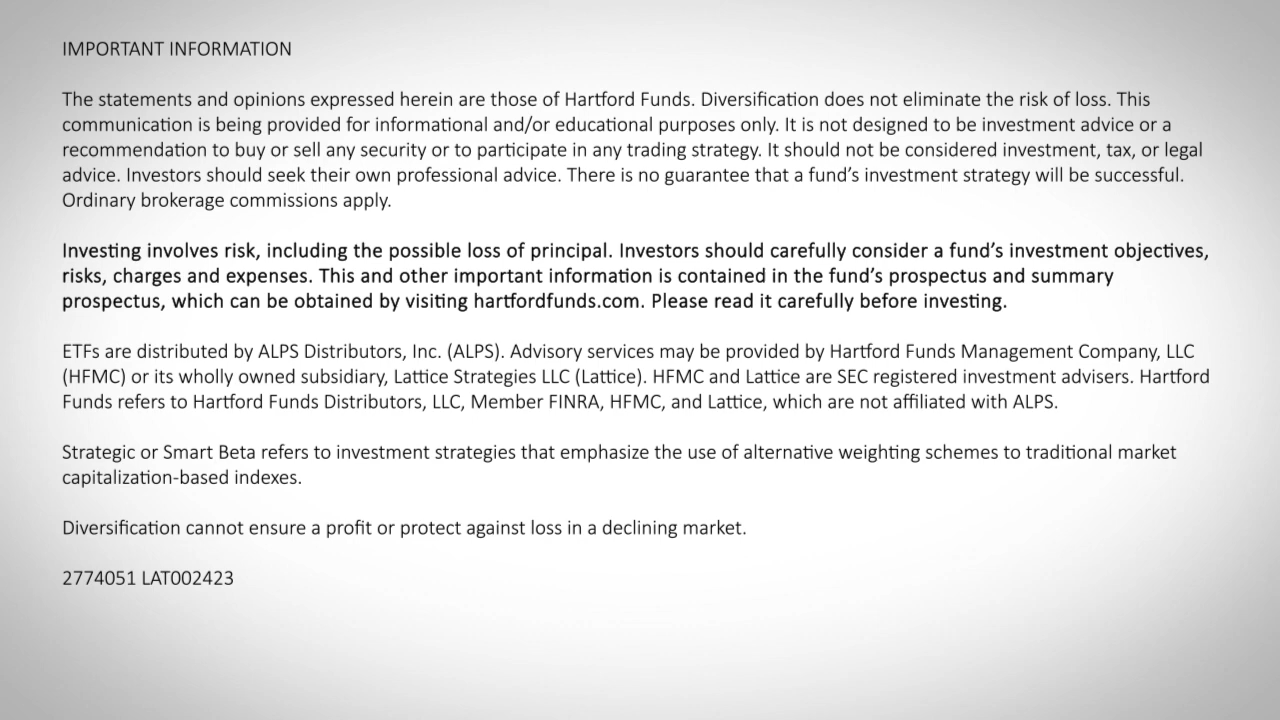 IMPORTANT INFORMATION
The statements and opinions expressed herein are those of Hartford Funds. Diversification does not eliminate the risk of loss. This
communication is being provided for informational and/or educational purposes only. It is not designed to be investment advice or a
recommendation to buy or sell any security or to participate in any trading strategy. It should not be considered investment, tax, or legal
advice. Investors should seek their own professional advice. There is no guarantee that a fund’s investment strategy will be successful.
Ordinary brokerage commissions apply.
Investing involves risk, including the possible loss of principal. Investors should carefully consider a fund’s investment objectives,
risks, charges and expenses. This and other important information is contained in the fund’s prospectus and summary
prospectus, which can be obtained by visiting hartfordfunds.com. Please read it carefully before investing.
ETFs are distributed by ALPS Distributors, Inc. (ALPS). Advisory services may be provided by Hartford Funds Management Company, LLC
(HFMC) or its wholly owned subsidiary, Lattice Strategies LLC (Lattice). HFMC and Lattice are SEC registered investment advisers. Hartford
Funds refers to Hartford Funds Distributors, LLC, Member FINRA, HFMC, and Lattice, which are not affiliated with ALPS.
Strategic or Smart Beta refers to investment strategies that emphasize the use of alternative weighting schemes to traditional market
capitalization-based indexes.
Diversification cannot ensure a profit or protect against loss in a declining market.
2774051 LAT002423